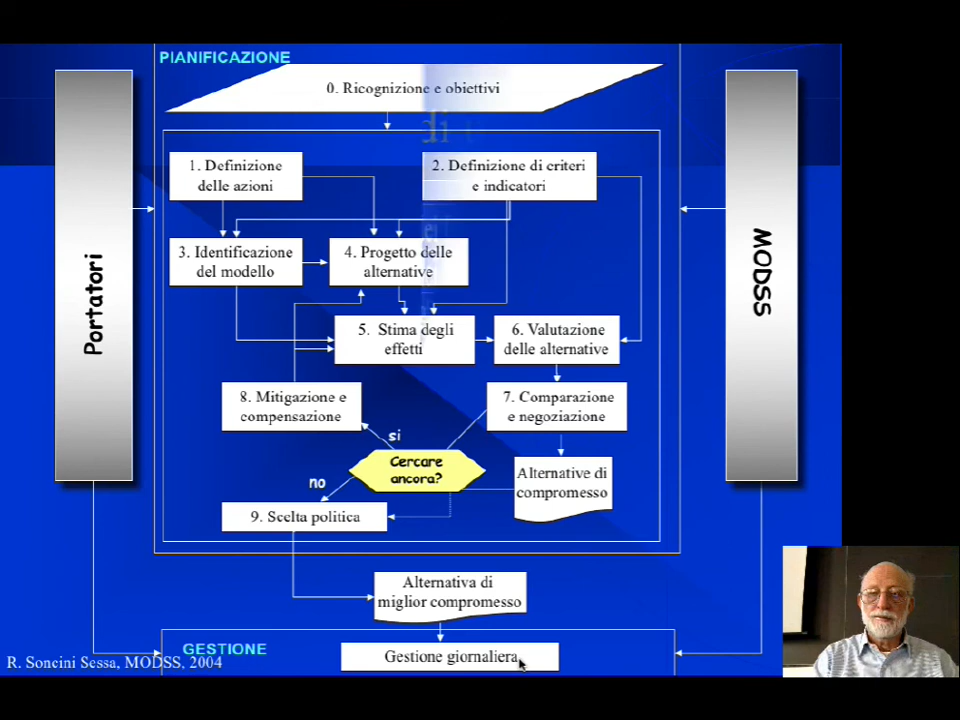 PIANIFICAZIONE
0. Ricognizione e obiettivi
di
1. Definizione
delle azioni
2. Definizione di criteri
e indicatori
3. Identificazione
del modello
4. Progetto delle
alternative
5. Stima degli
effetti
6. Valutazione
delle alternative
8. Mitigazione e
compensazione
7. Comparazione
e negoziazione
si
Cercare
ancora?
no
Alternative di
compromesso
9. Scelta politica
Alternativa di
miglior compromesso
GESTIONE
Gestione giornaliera
Portatori
MODSS
R. Soncini Sessa, MODSS, 2004